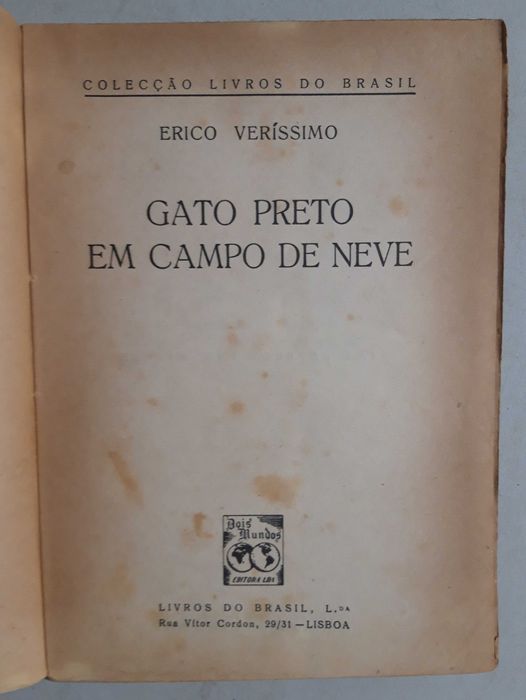 COLECÇÃO LIVROS DO BRASIL
ERICO VERÍSSIMO
GATO PRETO
EM CAMPO DE NEVE
Dois
Mundos
EDITORA LDA
LIVROS DO BRASIL, L.DA
Rua Vítor Cordon, 29/31 — LISBOA